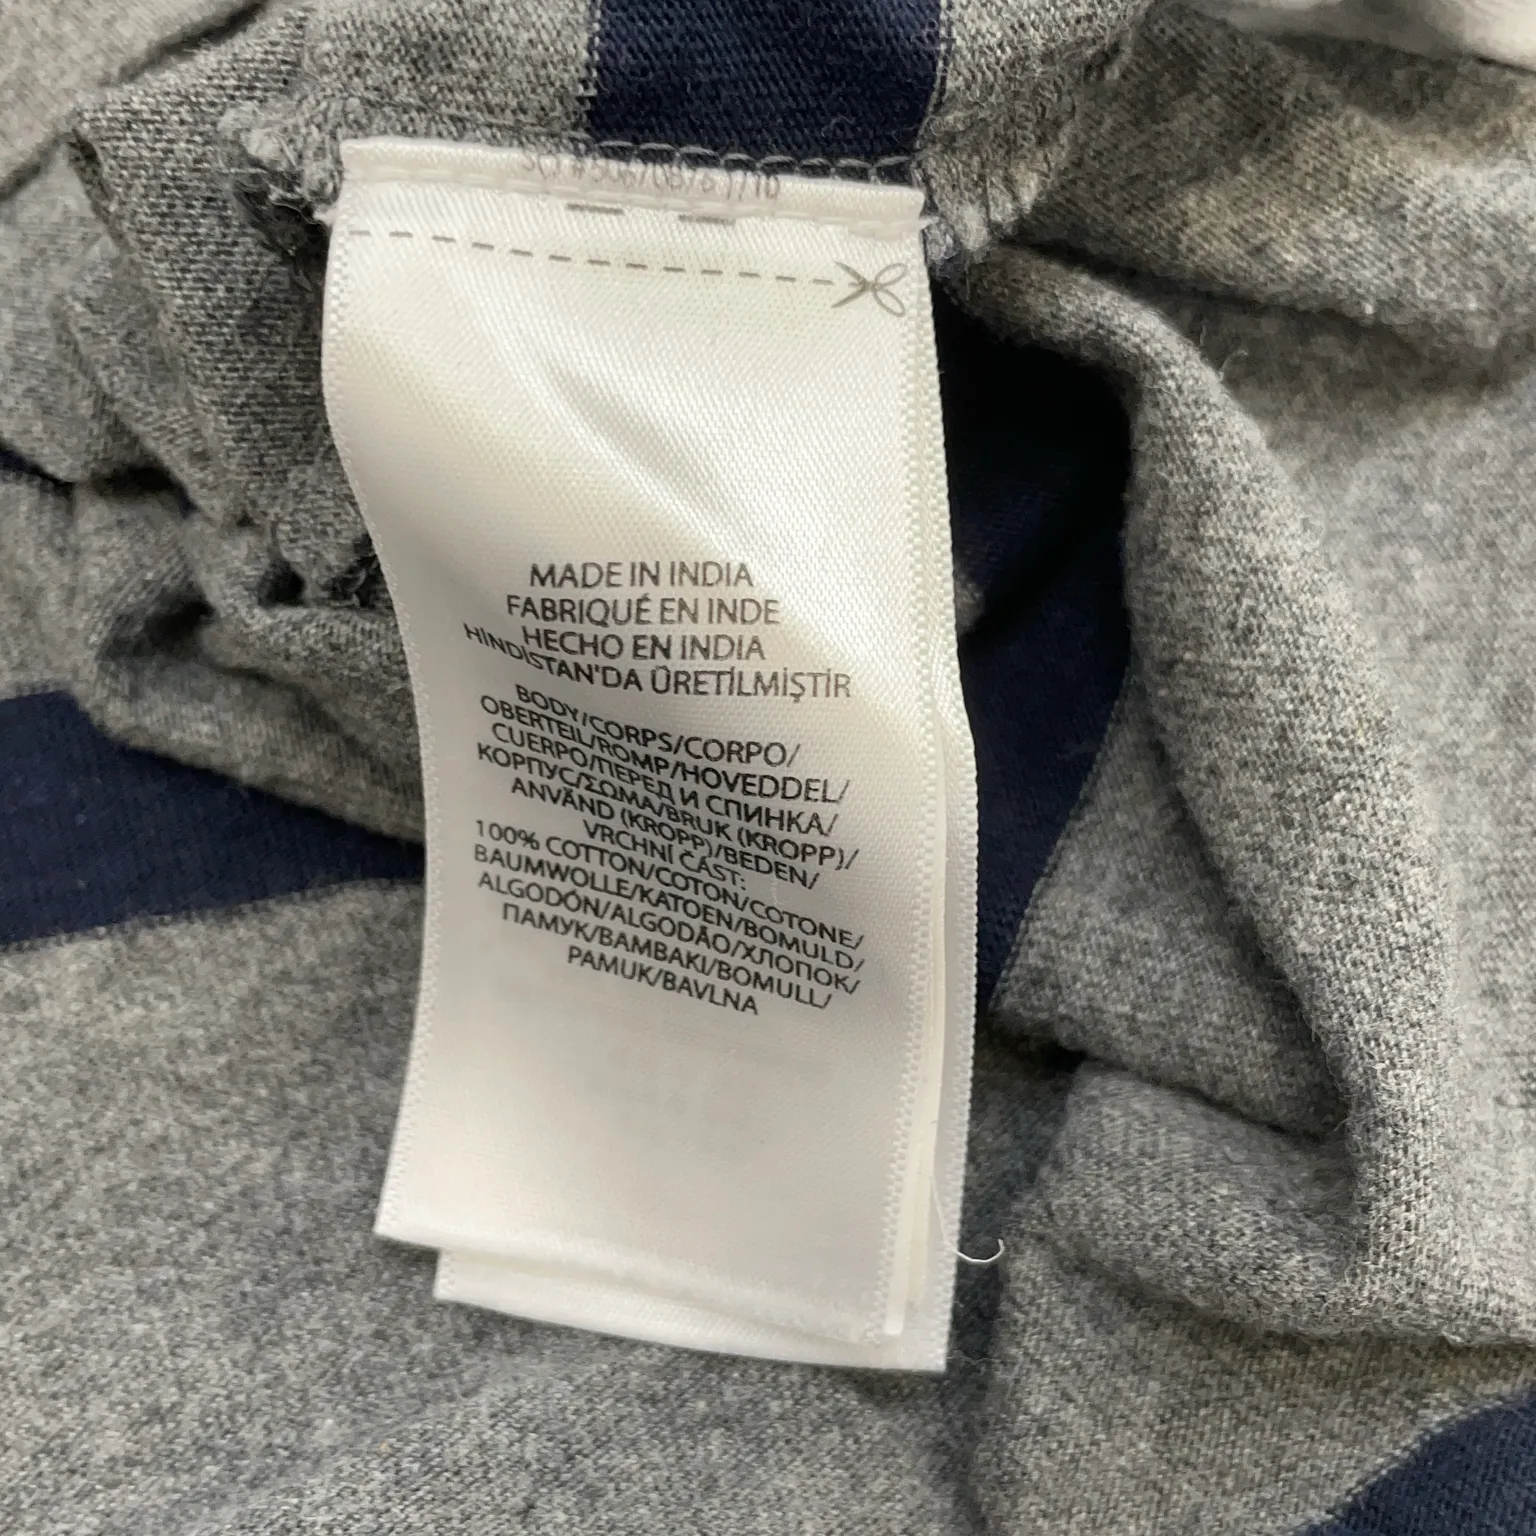 MADE IN INDIA
FABRIQUÉ EN INDE
HECHO EN INDIA
HİNDİSTAN'DA ÜRETİLMİŞTİR
BODY/CORPS/CORPO/
OBERTEIL/ROMP/HOVEDDEL/
CUERPO/ПЕРЕД И СПИНКА/
КОРПУС/ΣΩΜΑ/BRUK (KROPP)/
ANVÄND (KROPP)/BEDEN/
VRCHNÍ ČÁST:
100% COTTON/COTON/COTONE/
BAUMWOLLE/KATOEN/BOMULD/
ALGODÓN/ALGODÃO/ХЛОПОК/
ПАМУК/BAMBAKI/BOMULL/
PAMUK/BAVLNA